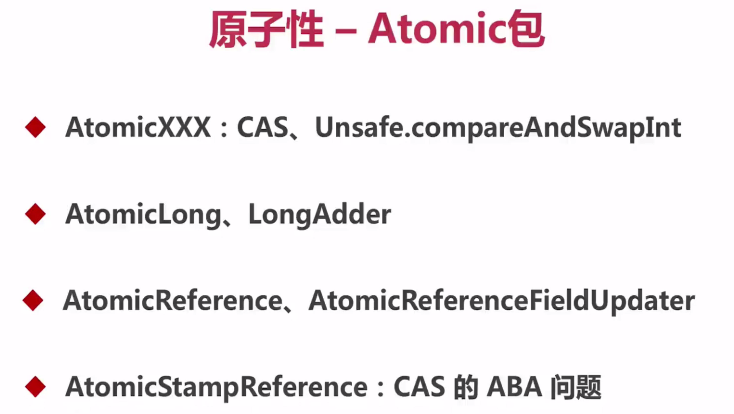 原子性 – Atomic包
AtomicXXX：CAS、Unsafe.compareAndSwapInt
AtomicLong、LongAdder
AtomicReference、AtomicReferenceFieldUpdater
AtomicStampReference：CAS 的 ABA 问题